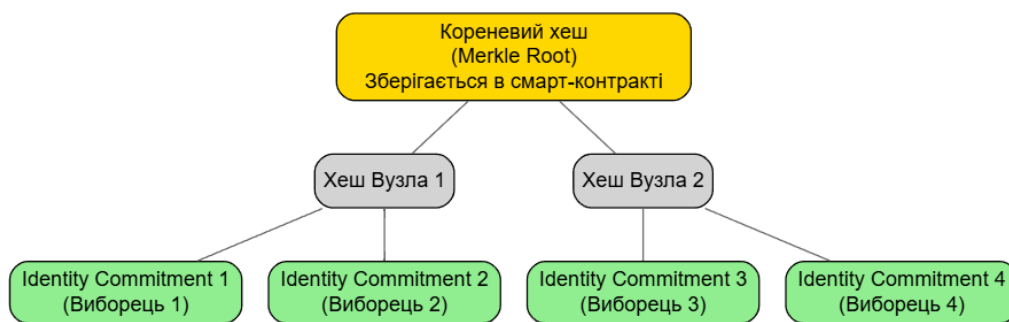 Кореневий хеш
(Merkle Root)
Зберігається в смарт-контракті
Хеш Вузла 1
Хеш Вузла 2
Identity Commitment 1
(Виборець 1)
Identity Commitment 2
(Виборець 2)
Identity Commitment 3
(Виборець 3)
Identity Commitment 4
(Виборець 4)